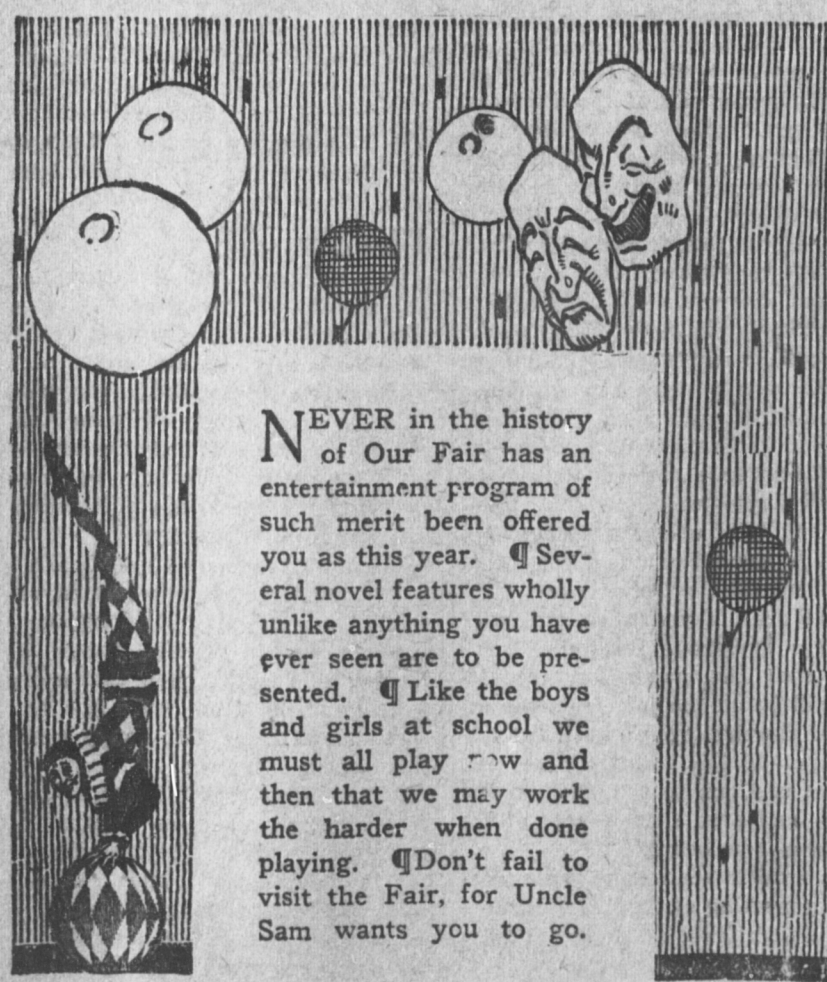 NEVER in the history
of Our Fair has an
entertainment program of
such merit been offered
you as this year. ¶ Sev-
eral novel features wholly
unlike anything you have
ever seen are to be pre-
sented. ¶ Like the boys
and girls at school we
must all play now and
then that we may work
the harder when done
playing. ¶Don't fail to
visit the Fair, for Uncle
Sam wants you to go.